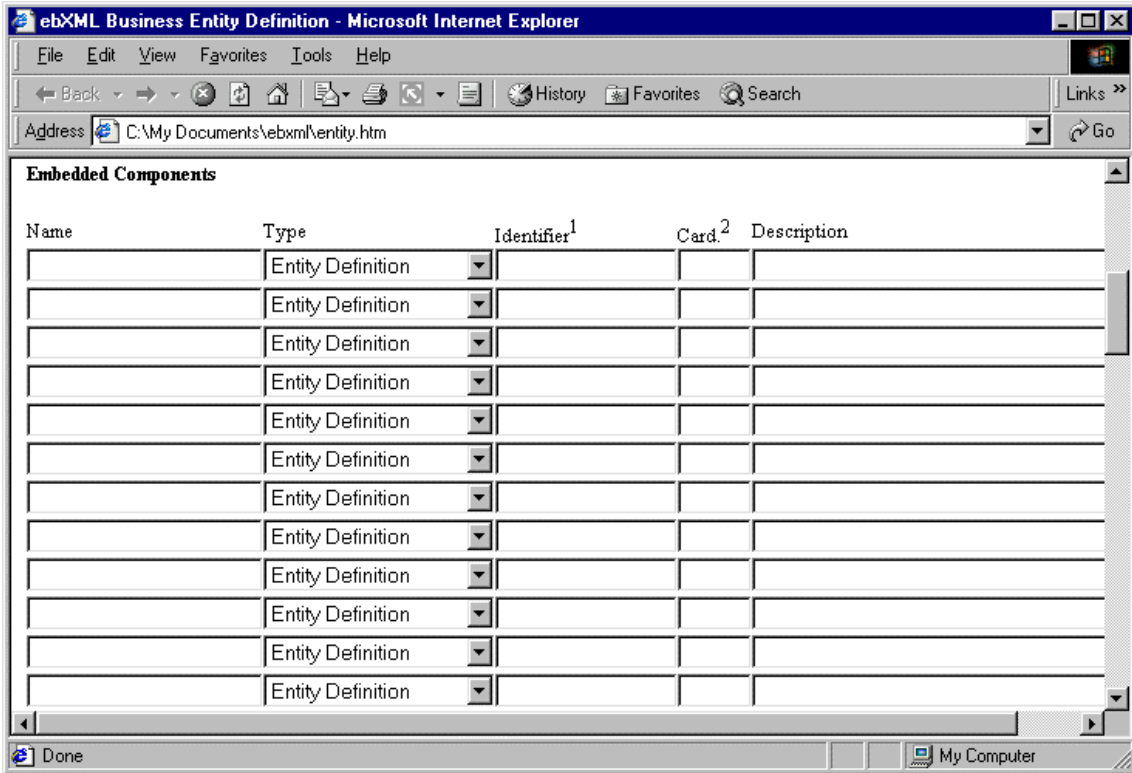 ebXML Business Entity Definition - Microsoft Internet Explorer
File Edit View Favorites Tools Help
Back History Favorites Search Links »
Address C:\My Documents\ebxml\entity.htm Go
Embedded Components
Name Type Identifier1 Card.2 Description
Entity Definition
Entity Definition
Entity Definition
Entity Definition
Entity Definition
Entity Definition
Entity Definition
Entity Definition
Entity Definition
Entity Definition
Entity Definition
Entity Definition
Done My Computer